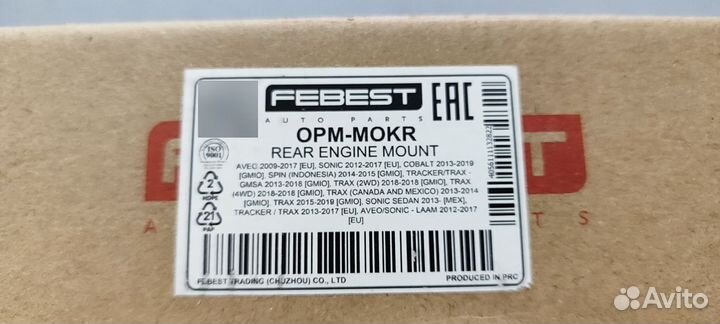 FEBEST
AUTO PARTS
EAC
OPM-MOKR
REAR ENGINE MOUNT
ISO
9001
AVEO 2009-2017 [EU], SONIC 2012-2017 [EU], COBALT 2013-2019
[GMIO], SPIN (INDONESIA) 2014-2015 [GMIO], TRACKER/TRAX -
GMSA 2013-2018 [GMIO], TRAX (2WD) 2018-2018 [GMIO], TRAX
(4WD) 2018-2018 [GMIO], TRAX (CANADA AND MEXICO) 2013-2014
[GMIO], TRAX 2015-2019 [GMIO], SONIC SEDAN 2013- [MEX],
TRACKER / TRAX 2013-2017 [EU], AVEO/SONIC - LAAM 2012-2017
[EU]
2
HDPE
21
PAP
FEBEST TRADING (CHUZHOU) CO., LTD
PRODUCED IN PRC
Avito